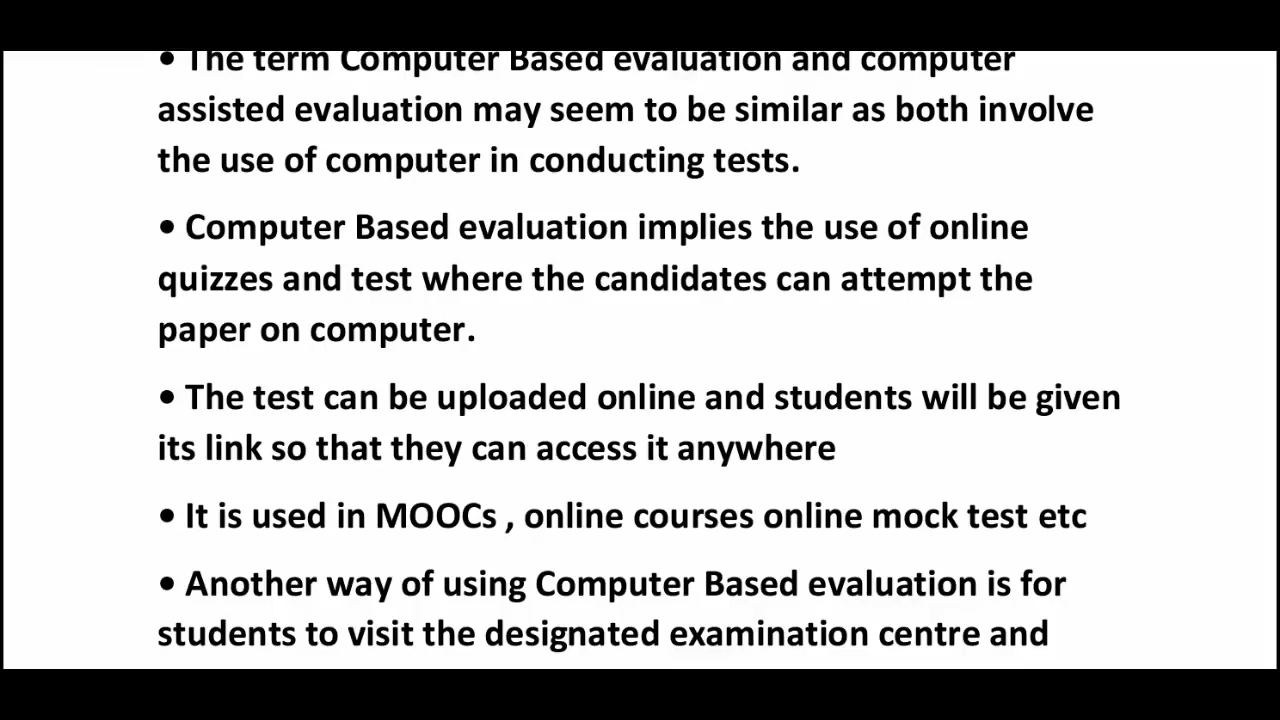 • The term Computer Based evaluation and computer
assisted evaluation may seem to be similar as both involve
the use of computer in conducting tests.
• Computer Based evaluation implies the use of online
quizzes and test where the candidates can attempt the
paper on computer.
• The test can be uploaded online and students will be given
its link so that they can access it anywhere
• It is used in MOOCs , online courses online mock test etc
• Another way of using Computer Based evaluation is for
students to visit the designated examination centre and